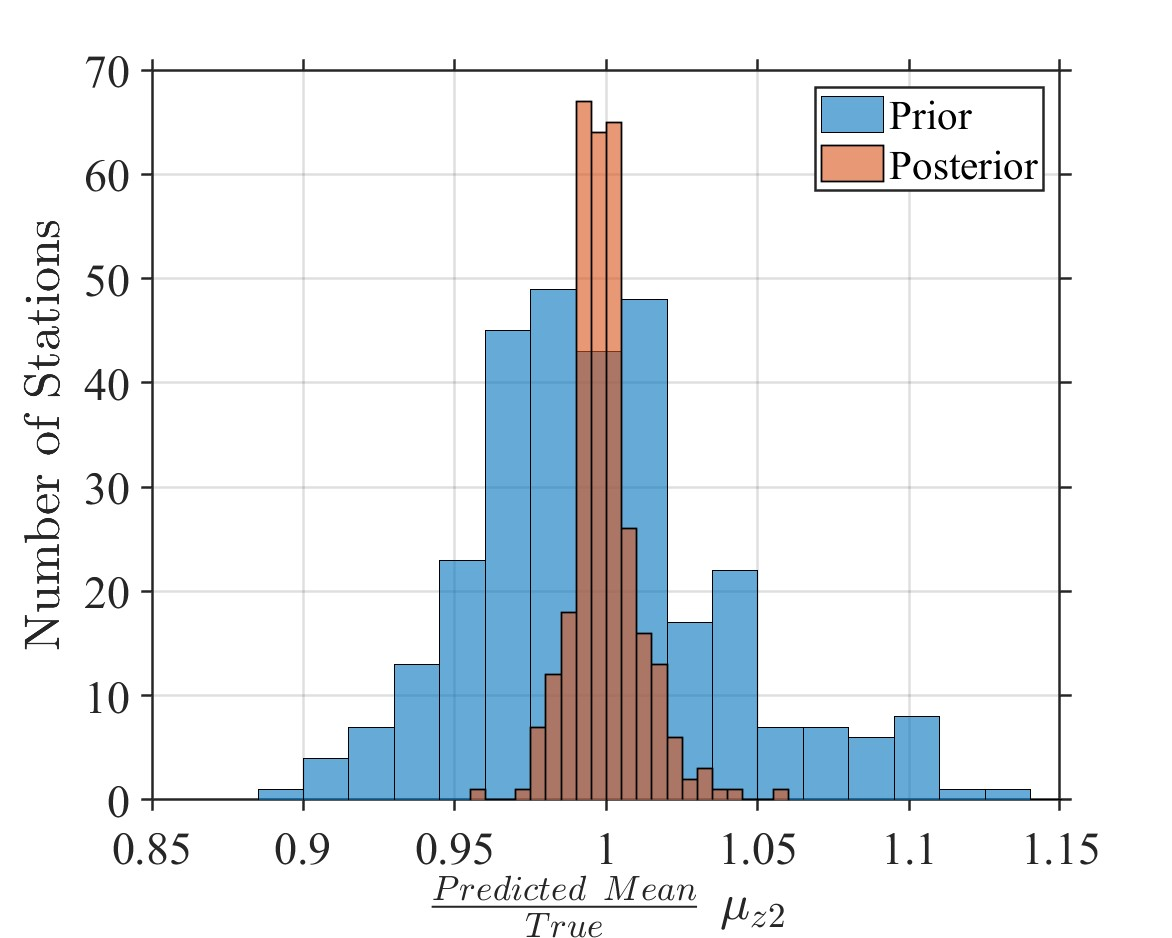 70
60
50
40
30
20
10
0
Number of Stations
Prior
Posterior
0.85 0.9 0.95 1 1.05 1.1 1.15
Predicted Mean
True
μz2